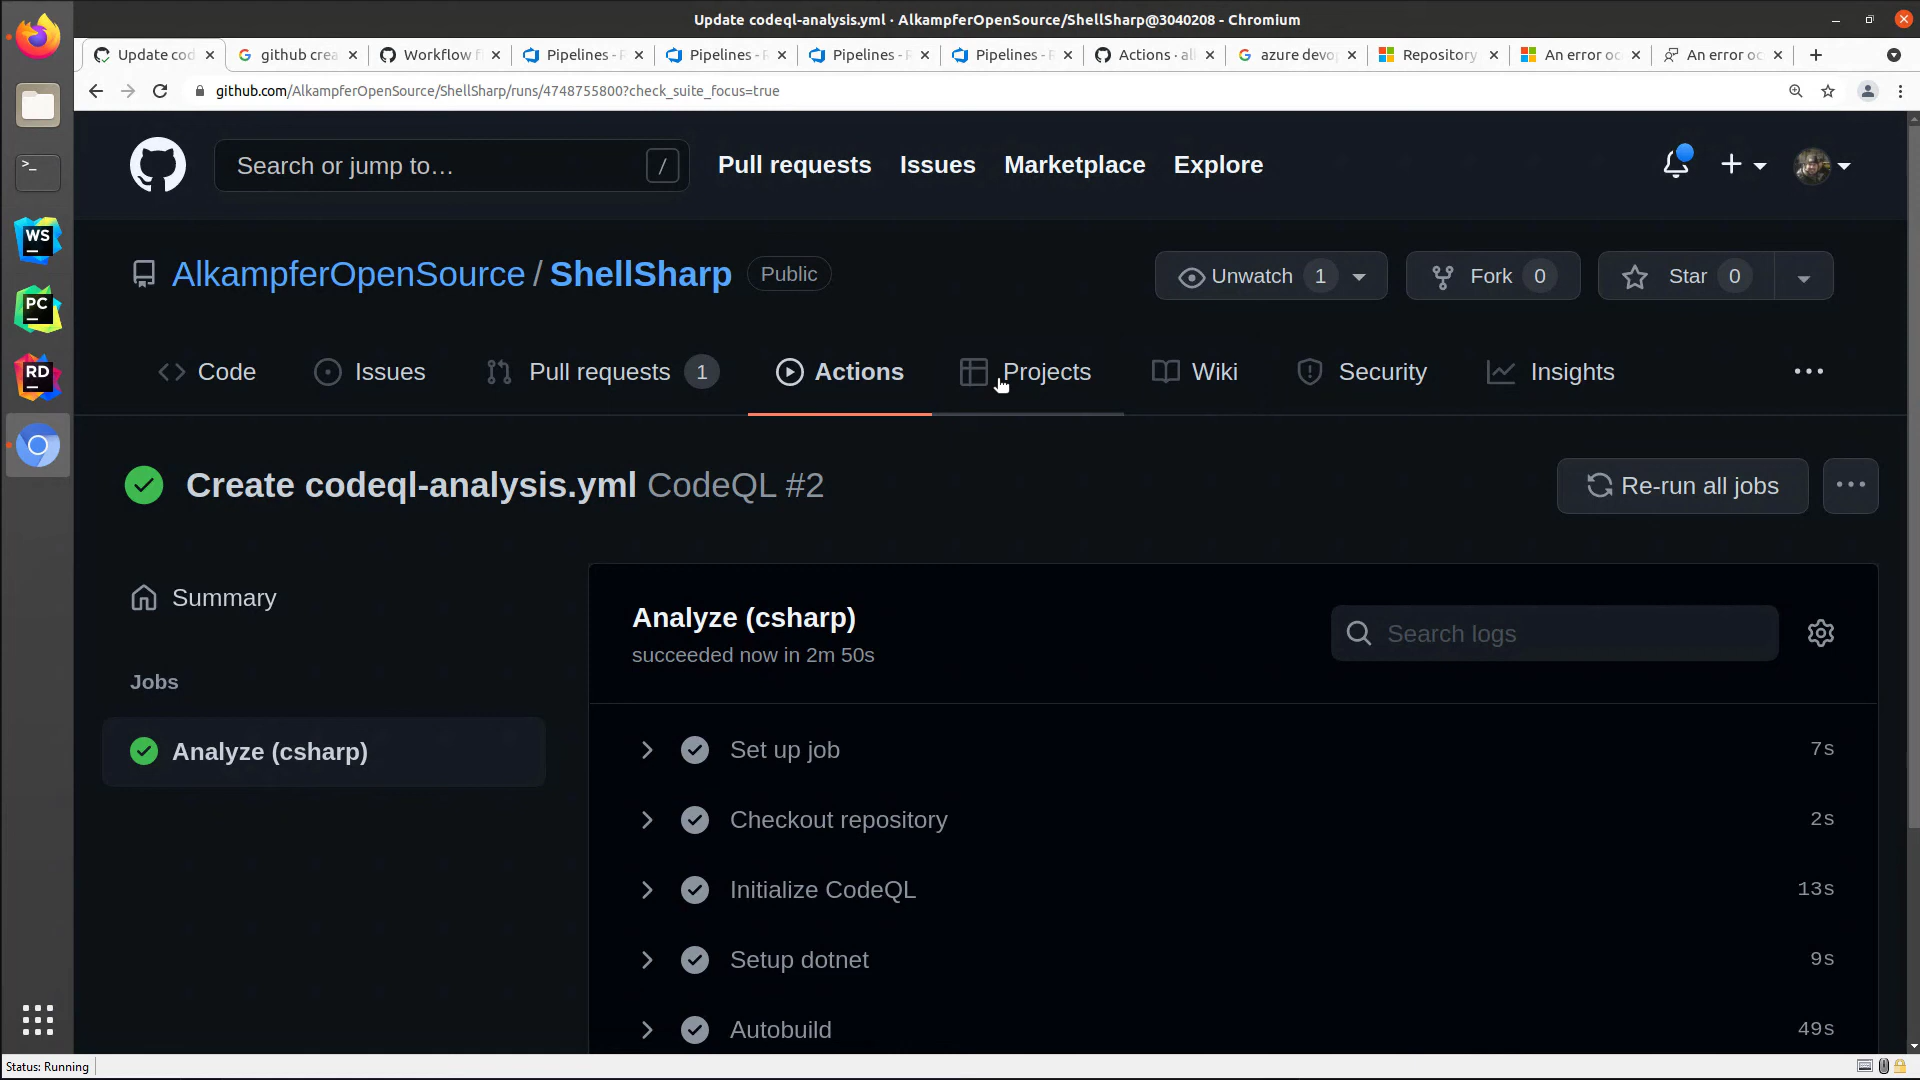 Update codeql-analysis.yml · AlkampferOpenSource/ShellSharp@3040208 - Chromium
Update cod
github crea
Workflow f
Pipelines - R
Pipelines - R
Pipelines - R
Pipelines - R
Actions · al
azure devo
Repository
An error oc
An error oc
github.com/AlkampferOpenSource/ShellSharp/runs/4748755800?check_suite_focus=true
Search or jump to…
/
Pull requests
Issues
Marketplace
Explore
AlkampferOpenSource / ShellSharp
Public
Unwatch 1
Fork 0
Star 0
Code
Issues
Pull requests 1
Actions
Projects
Wiki
Security
Insights
Create codeql-analysis.yml CodeQL #2
Re-run all jobs
Summary
Jobs
Analyze (csharp)
Analyze (csharp)
succeeded now in 2m 50s
Search logs
Set up job 7s
Checkout repository 2s
Initialize CodeQL 13s
Setup dotnet 9s
Autobuild 49s
>_
WS
PC
RD
Status: Running